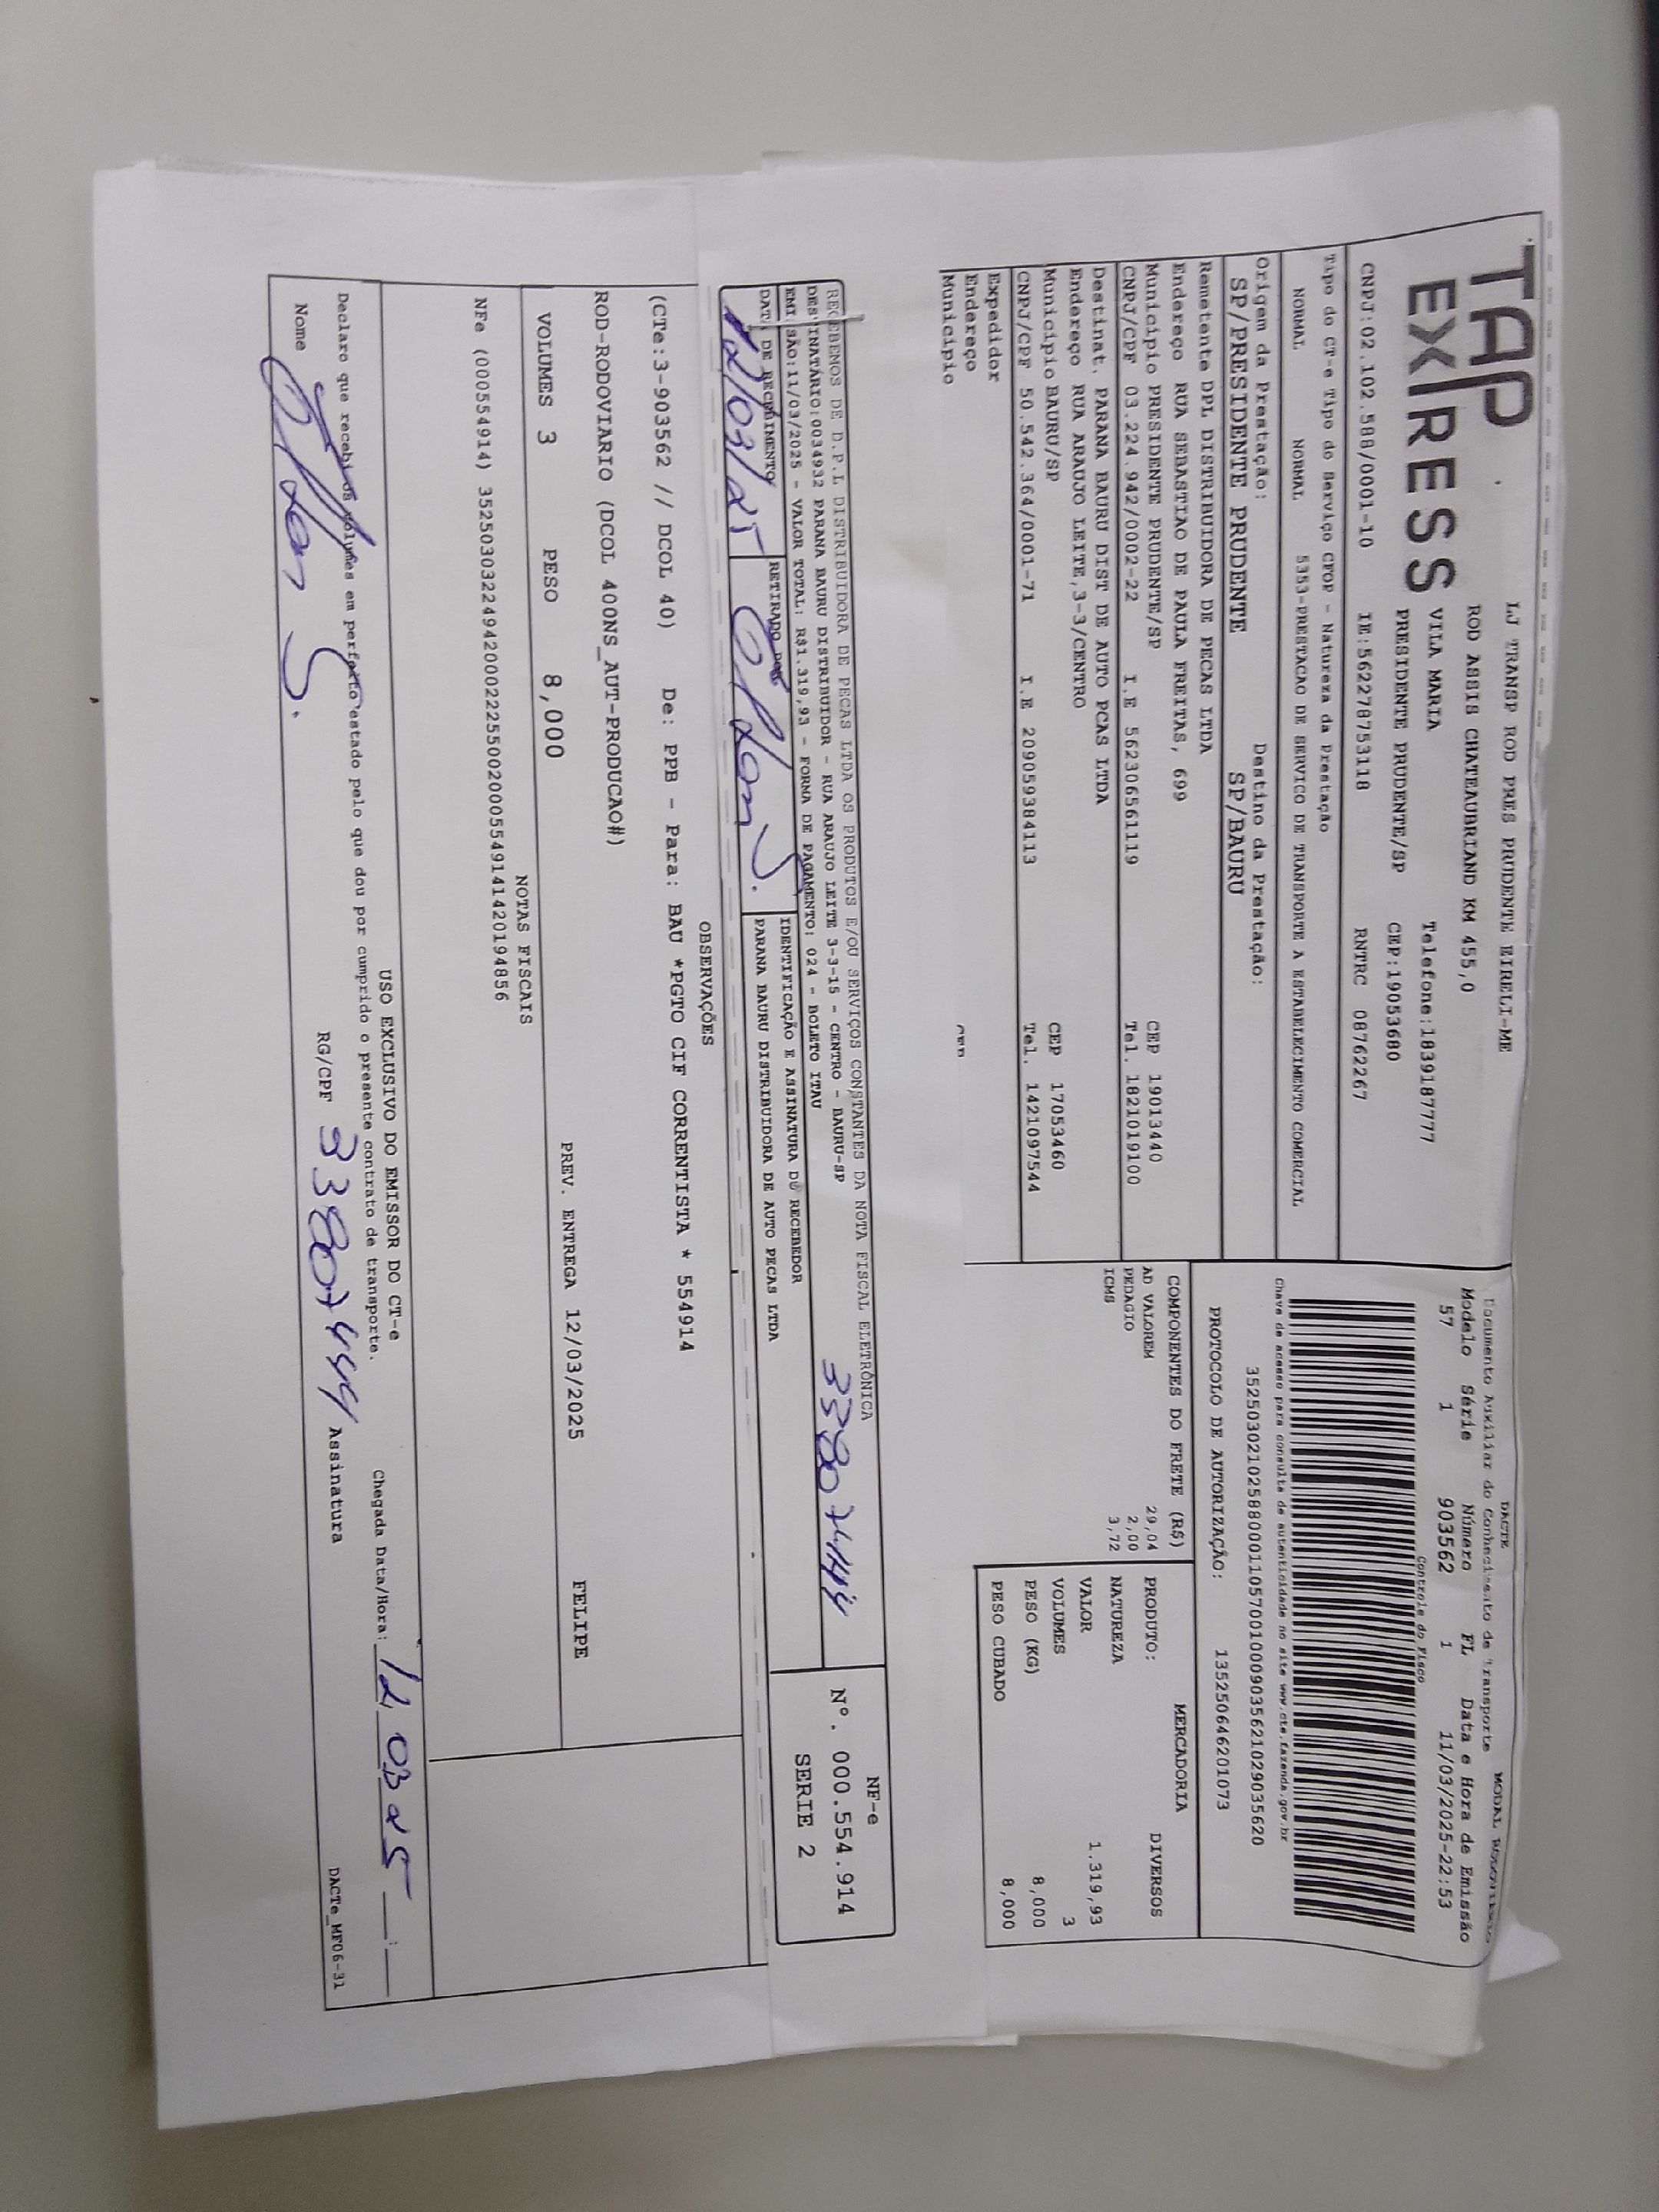 TAP
EXPRESS
LJ TRANSP ROD PRES PRUDENTE EIRELI-ME
ROD ASSIS CHATEAUBRIAND KM 455,0
VILA MARIA Telefone:1839187777
PRESIDENTE PRUDENTE/SP CEP:19053680
CNPJ:02.102.588/0001-10 IE:562278753118 RNTRC 08762267
Tipo do CT-e Tipo do Serviço CFOP - Natureza da Prestação
NORMAL NORMAL 5353-PRESTACAO DE SERVICO DE TRANSPORTE A ESTABELECIMENTO COMERCIAL
Origem da Prestação: Destino da Prestação:
SP/PRESIDENTE PRUDENTE SP/BAURU
Remetente DPL DISTRIBUIDORA DE PECAS LTDA
Endereço RUA SEBASTIAO DE PAULA FREITAS, 699
Município PRESIDENTE PRUDENTE/SP CEP 19013440
CNPJ/CPF 03.224.942/0002-22 I.E 562306561119 Tel. 1821019100
Destinat. PARANA BAURU DIST DE AUTO PCAS LTDA
Endereço RUA ARAUJO LEITE,3-3/CENTRO
Município BAURU/SP CEP 17053460
CNPJ/CPF 50.542.364/0001-71 I.E 209059384113 Tel. 1421097544
Expedidor
Endereço
Município
DACTE MODAL RODOVIÁRIO
Documento Auxiliar do Conhecimento de Transporte
Modelo Série Número FL Data e Hora de Emissão
57 1 903562 1 11/03/2025-22:53
Controle do Fisco
Chave de acesso para consulta de autenticidade no site www.cte.fazenda.gov.br
35250302102588000110570010009035621029035620
PROTOCOLO DE AUTORIZAÇÃO: 135250646201073
COMPONENTES DO FRETE (R$)
AD VALOREM 29,04
PEDAGIO 2,00
ICMS 3,72
MERCADORIA
PRODUTO: DIVERSOS
NATUREZA
VALOR 1.319,93
VOLUMES 3
PESO (KG) 8,000
PESO CUBADO 8,000
RECEBEMOS DE D.P.L DISTRIBUIDORA DE PECAS LTDA OS PRODUTOS E/OU SERVIÇOS CONSTANTES DA NOTA FISCAL ELETRÔNICA
DESTINATÁRIO:0034932 PARANA BAURU DISTRIBUIDOR - RUA ARAUJO LEITE 3-3-15 - CENTRO - BAURU-SP
EMISSÃO:11/03/2025 - VALOR TOTAL: R$1.319,93 - FORMA DE PAGAMENTO: 024 - BOLETO ITAU
33807444
DATA DE RECEBIMENTO RETIRADO POR IDENTIFICAÇÃO E ASSINATURA DO RECEBEDOR
12/03/25 PARANA BAURU DISTRIBUIDORA DE AUTO PECAS LTDA
NF-e
Nº. 000.554.914
SERIE 2
OBSERVAÇÕES
(CTe:3-903562 // DCOL 40) De: PPB - Para: BAU *PGTO CIF CORRENTISTA * 554914
ROD-RODOVIARIO (DCOL 400NS_AUT-PRODUCAO#)
VOLUMES 3 PESO 8,000 PREV. ENTREGA 12/03/2025 FELIPE
NOTAS FISCAIS
NFe (000554914) 35250303224942000222550020005549141420194856
USO EXCLUSIVO DO EMISSOR DO CT-e
Declaro que recebi os volumes em perfeito estado pelo que dou por cumprido o presente contrato de transporte. Chegada Data/Hora: 12 03 25
Nome RG/CPF 33807444 Assinatura
DACTe_MF06-31